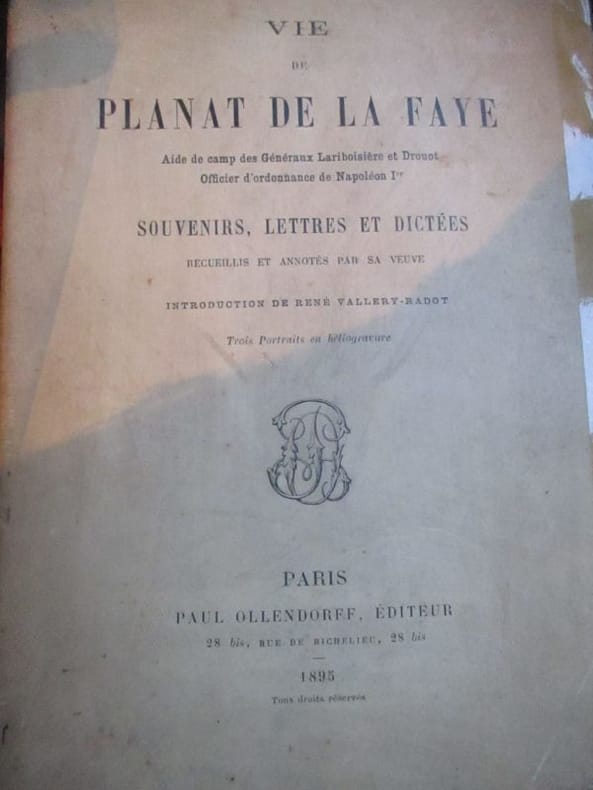 VIE
DE
PLANAT DE LA FAYE
Aide de camp des Généraux Lariboisière et Drouot
Officier d'ordonnance de Napoléon Ier
SOUVENIRS, LETTRES ET DICTÉES
RECUEILLIS ET ANNOTÉS PAR SA VEUVE
INTRODUCTION DE RENÉ VALLERY-RADOT
Trois Portraits en héliogravure
PARIS
PAUL OLLENDORFF, ÉDITEUR
28 bis, RUE DE RICHELIEU, 28 bis
1895
Tous droits réservés